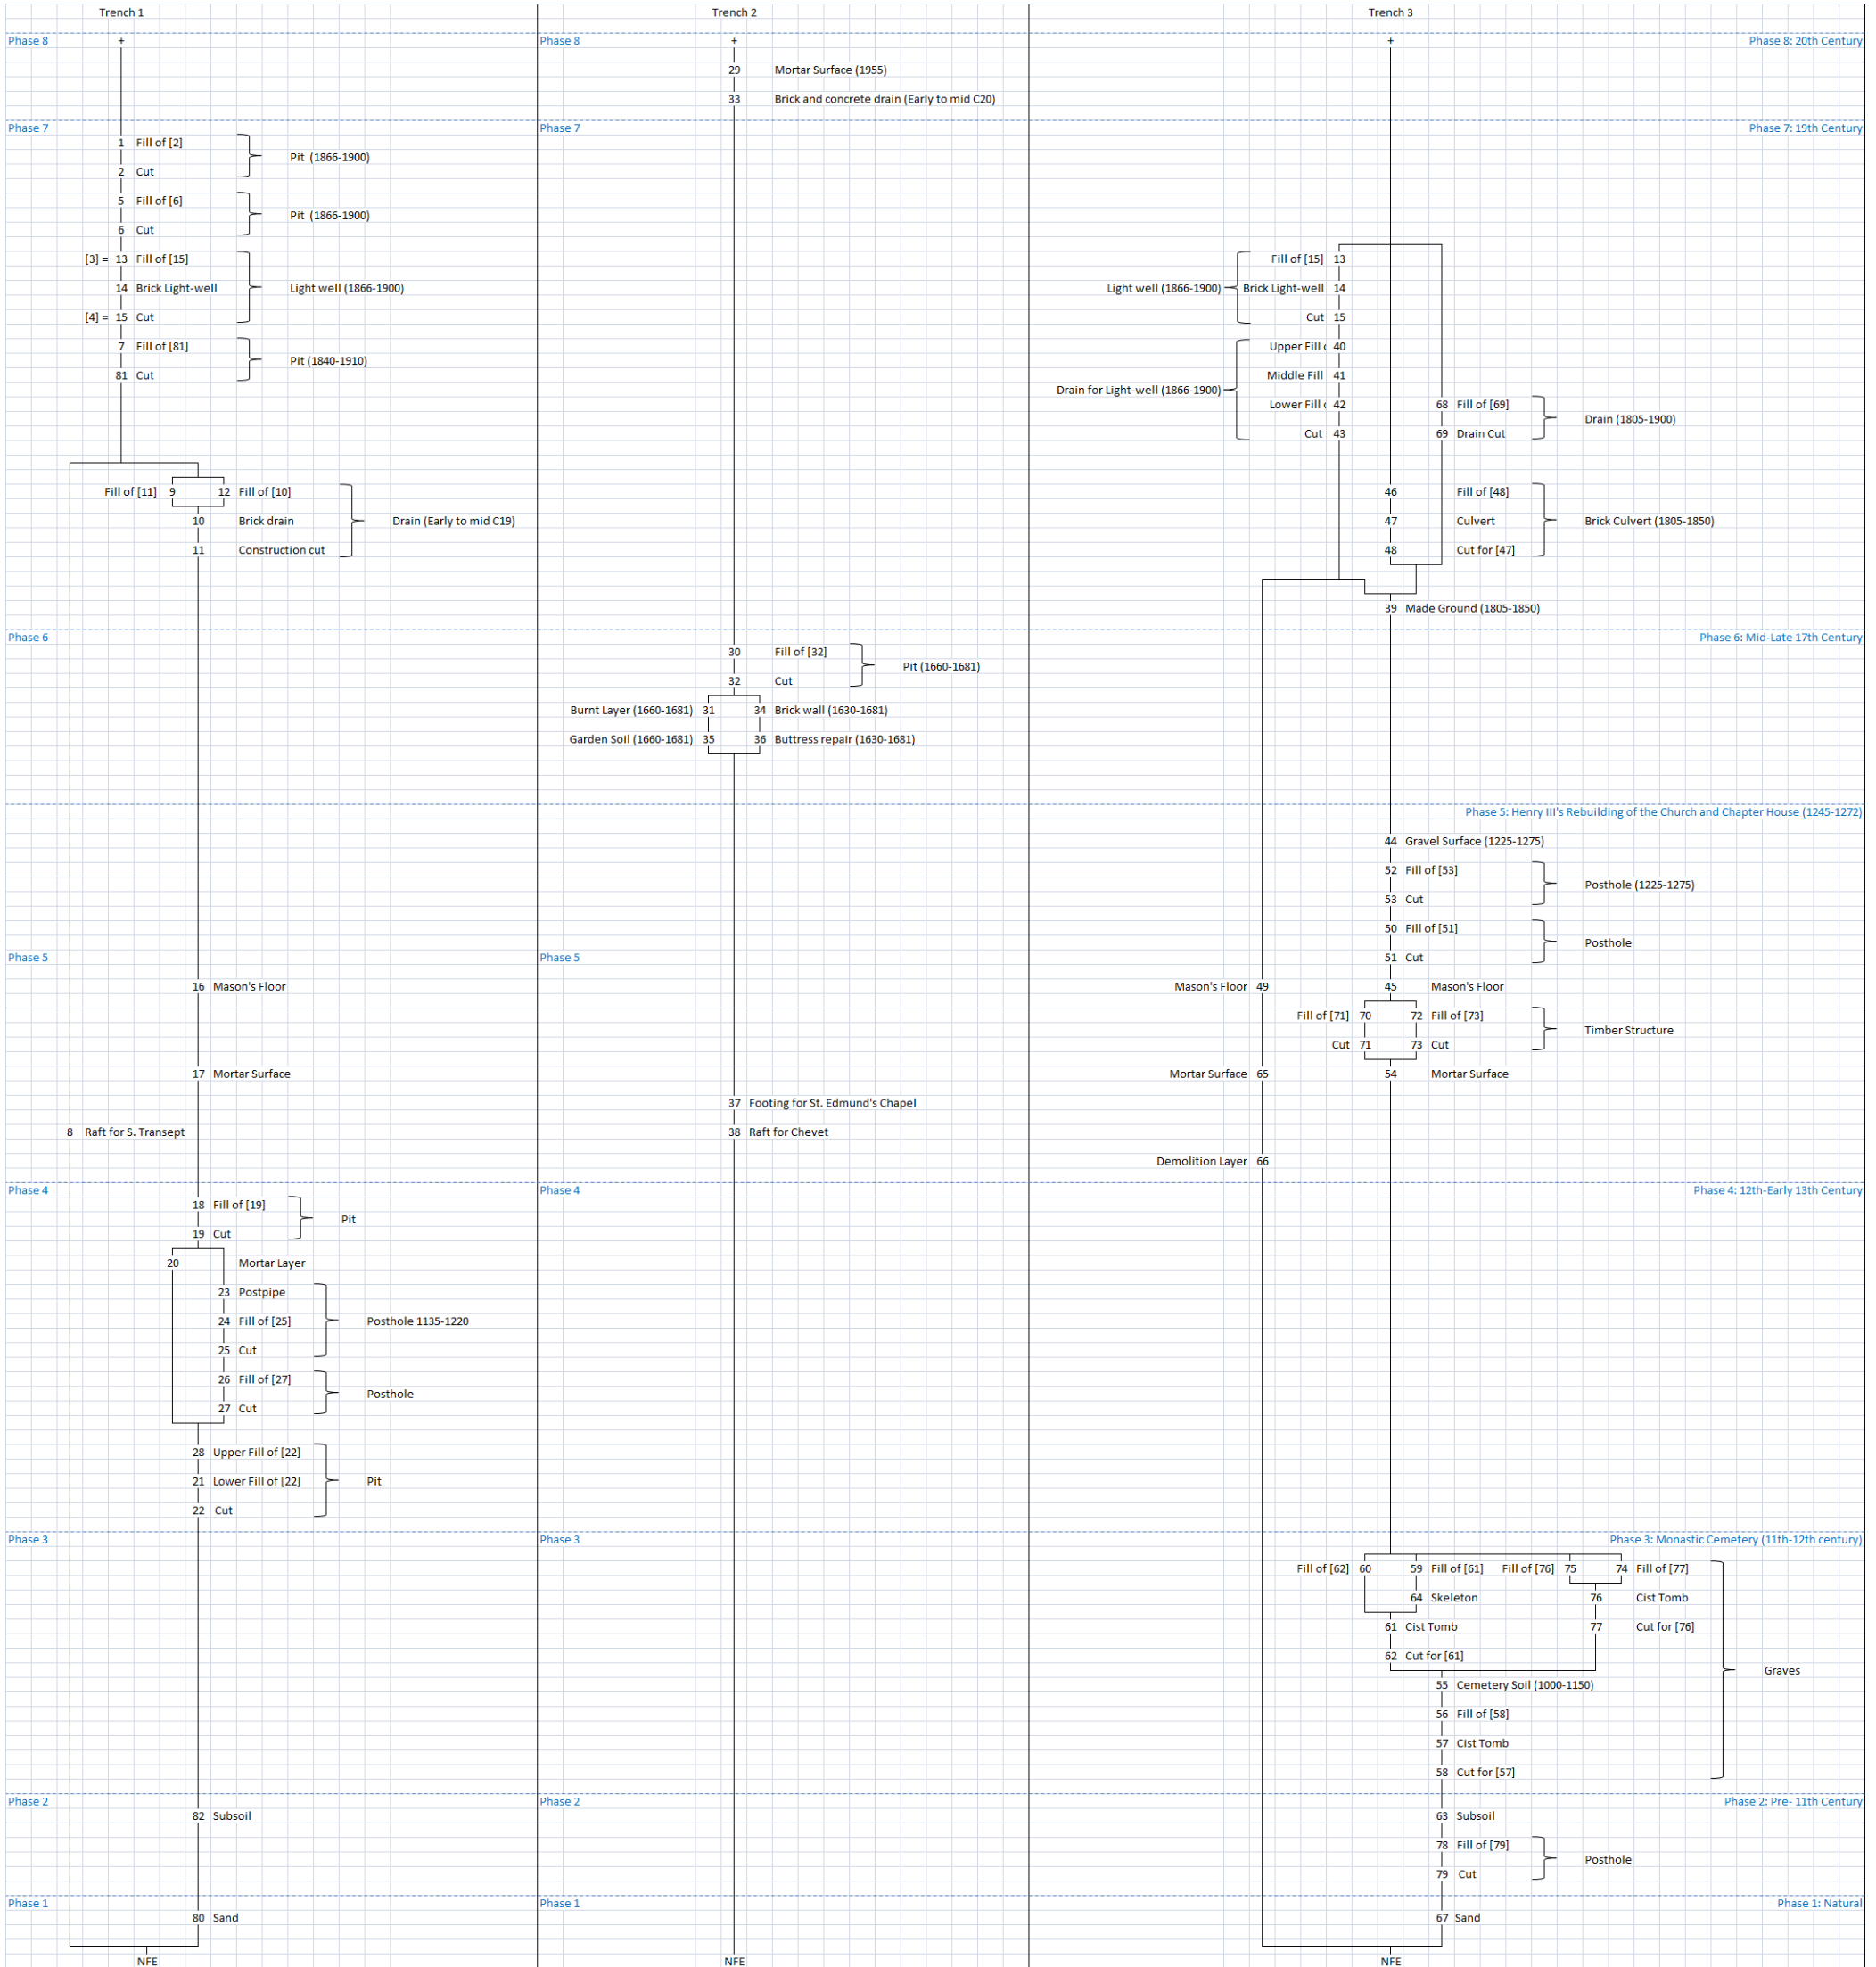 Trench 1 Trench 2 Trench 3
Phase 8 + Phase 8 + + Phase 8: 20th Century
29 Mortar Surface (1955)
33 Brick and concrete drain (Early to mid C20)
Phase 7 Phase 7 Phase 7: 19th Century
1 Fill of [2]
Pit (1866-1900)
2 Cut
5 Fill of [6]
Pit (1866-1900)
6 Cut
[3] = 13 Fill of [15] Fill of [15] 13
14 Brick Light-well Light well (1866-1900) Light well (1866-1900) Brick Light-well 14
[4] = 15 Cut Cut 15
7 Fill of [81] Upper Fill 40
Pit (1840-1910)
81 Cut Middle Fill 41
Drain for Light-well (1866-1900)
Lower Fill 42 68 Fill of [69]
Drain (1805-1900)
Cut 43 69 Drain Cut
Fill of [11] 9 12 Fill of [10] 46 Fill of [48]
10 Brick drain Drain (Early to mid C19) 47 Culvert Brick Culvert (1805-1850)
11 Construction cut 48 Cut for [47]
39 Made Ground (1805-1850)
Phase 6 Phase 6: Mid-Late 17th Century
30 Fill of [32]
Pit (1660-1681)
32 Cut
Burnt Layer (1660-1681) 31 34 Brick wall (1630-1681)
Garden Soil (1660-1681) 35 36 Buttress repair (1630-1681)
Phase 5: Henry III's Rebuilding of the Church and Chapter House (1245-1272)
44 Gravel Surface (1225-1275)
52 Fill of [53]
Posthole (1225-1275)
53 Cut
50 Fill of [51]
Posthole
Phase 5 Phase 5 51 Cut
16 Mason's Floor Mason's Floor 49 45 Mason's Floor
Fill of [71] 70 72 Fill of [73]
Timber Structure
Cut 71 73 Cut
17 Mortar Surface Mortar Surface 65 54 Mortar Surface
37 Footing for St. Edmund's Chapel
8 Raft for S. Transept 38 Raft for Chevet
Demolition Layer 66
Phase 4 Phase 4 Phase 4: 12th-Early 13th Century
18 Fill of [19]
Pit
19 Cut
20 Mortar Layer
23 Postpipe
24 Fill of [25] Posthole 1135-1220
25 Cut
26 Fill of [27]
Posthole
27 Cut
28 Upper Fill of [22]
21 Lower Fill of [22] Pit
22 Cut
Phase 3 Phase 3 Phase 3: Monastic Cemetery (11th-12th century)
Fill of [62] 60 59 Fill of [61] Fill of [76] 75 74 Fill of [77]
64 Skeleton 76 Cist Tomb
61 Cist Tomb 77 Cut for [76]
62 Cut for [61]
Graves
55 Cemetery Soil (1000-1150)
56 Fill of [58]
57 Cist Tomb
58 Cut for [57]
Phase 2 Phase 2 Phase 2: Pre- 11th Century
82 Subsoil 63 Subsoil
78 Fill of [79]
Posthole
79 Cut
Phase 1 Phase 1 Phase 1: Natural
80 Sand 67 Sand
NFE NFE NFE